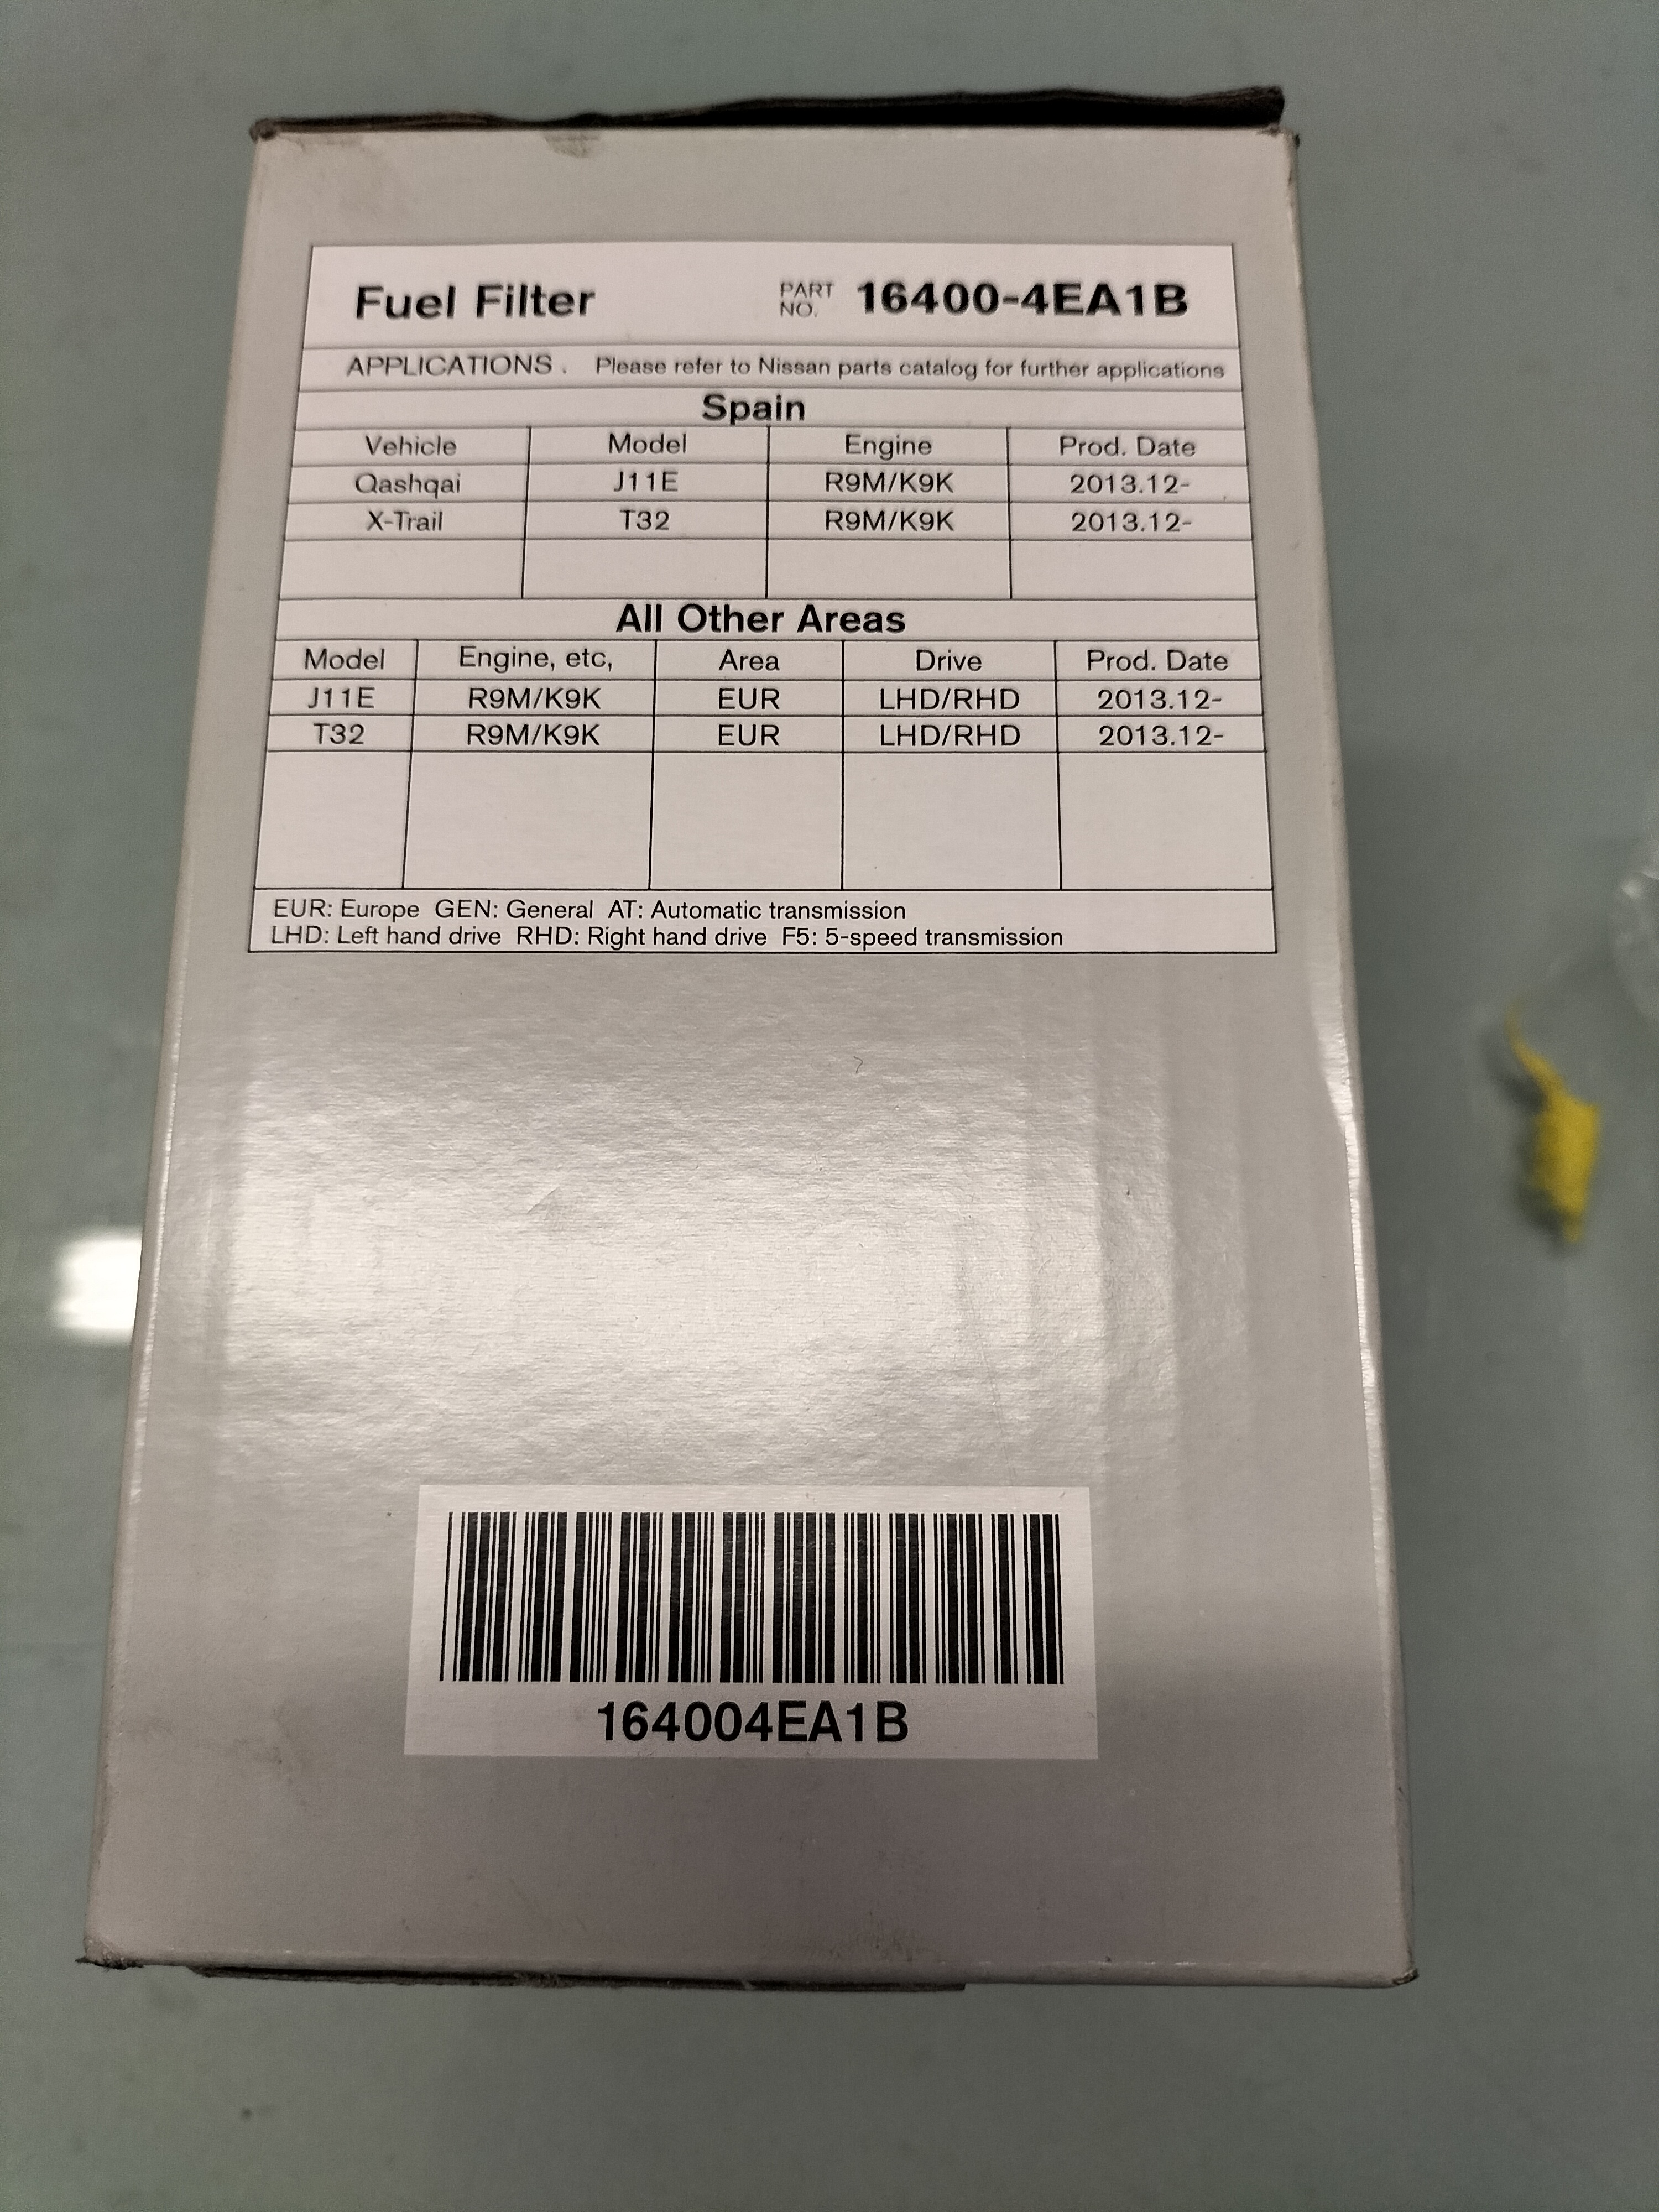 Fuel Filter PART NO. 16400-4EA1B
APPLICATIONS . Please refer to Nissan parts catalog for further applications
Spain
Vehicle Model Engine Prod. Date
Qashqai J11E R9M/K9K 2013.12-
X-Trail T32 R9M/K9K 2013.12-
All Other Areas
Model Engine, etc, Area Drive Prod. Date
J11E R9M/K9K EUR LHD/RHD 2013.12-
T32 R9M/K9K EUR LHD/RHD 2013.12-
EUR: Europe GEN: General AT: Automatic transmission
LHD: Left hand drive RHD: Right hand drive F5: 5-speed transmission
164004EA1B